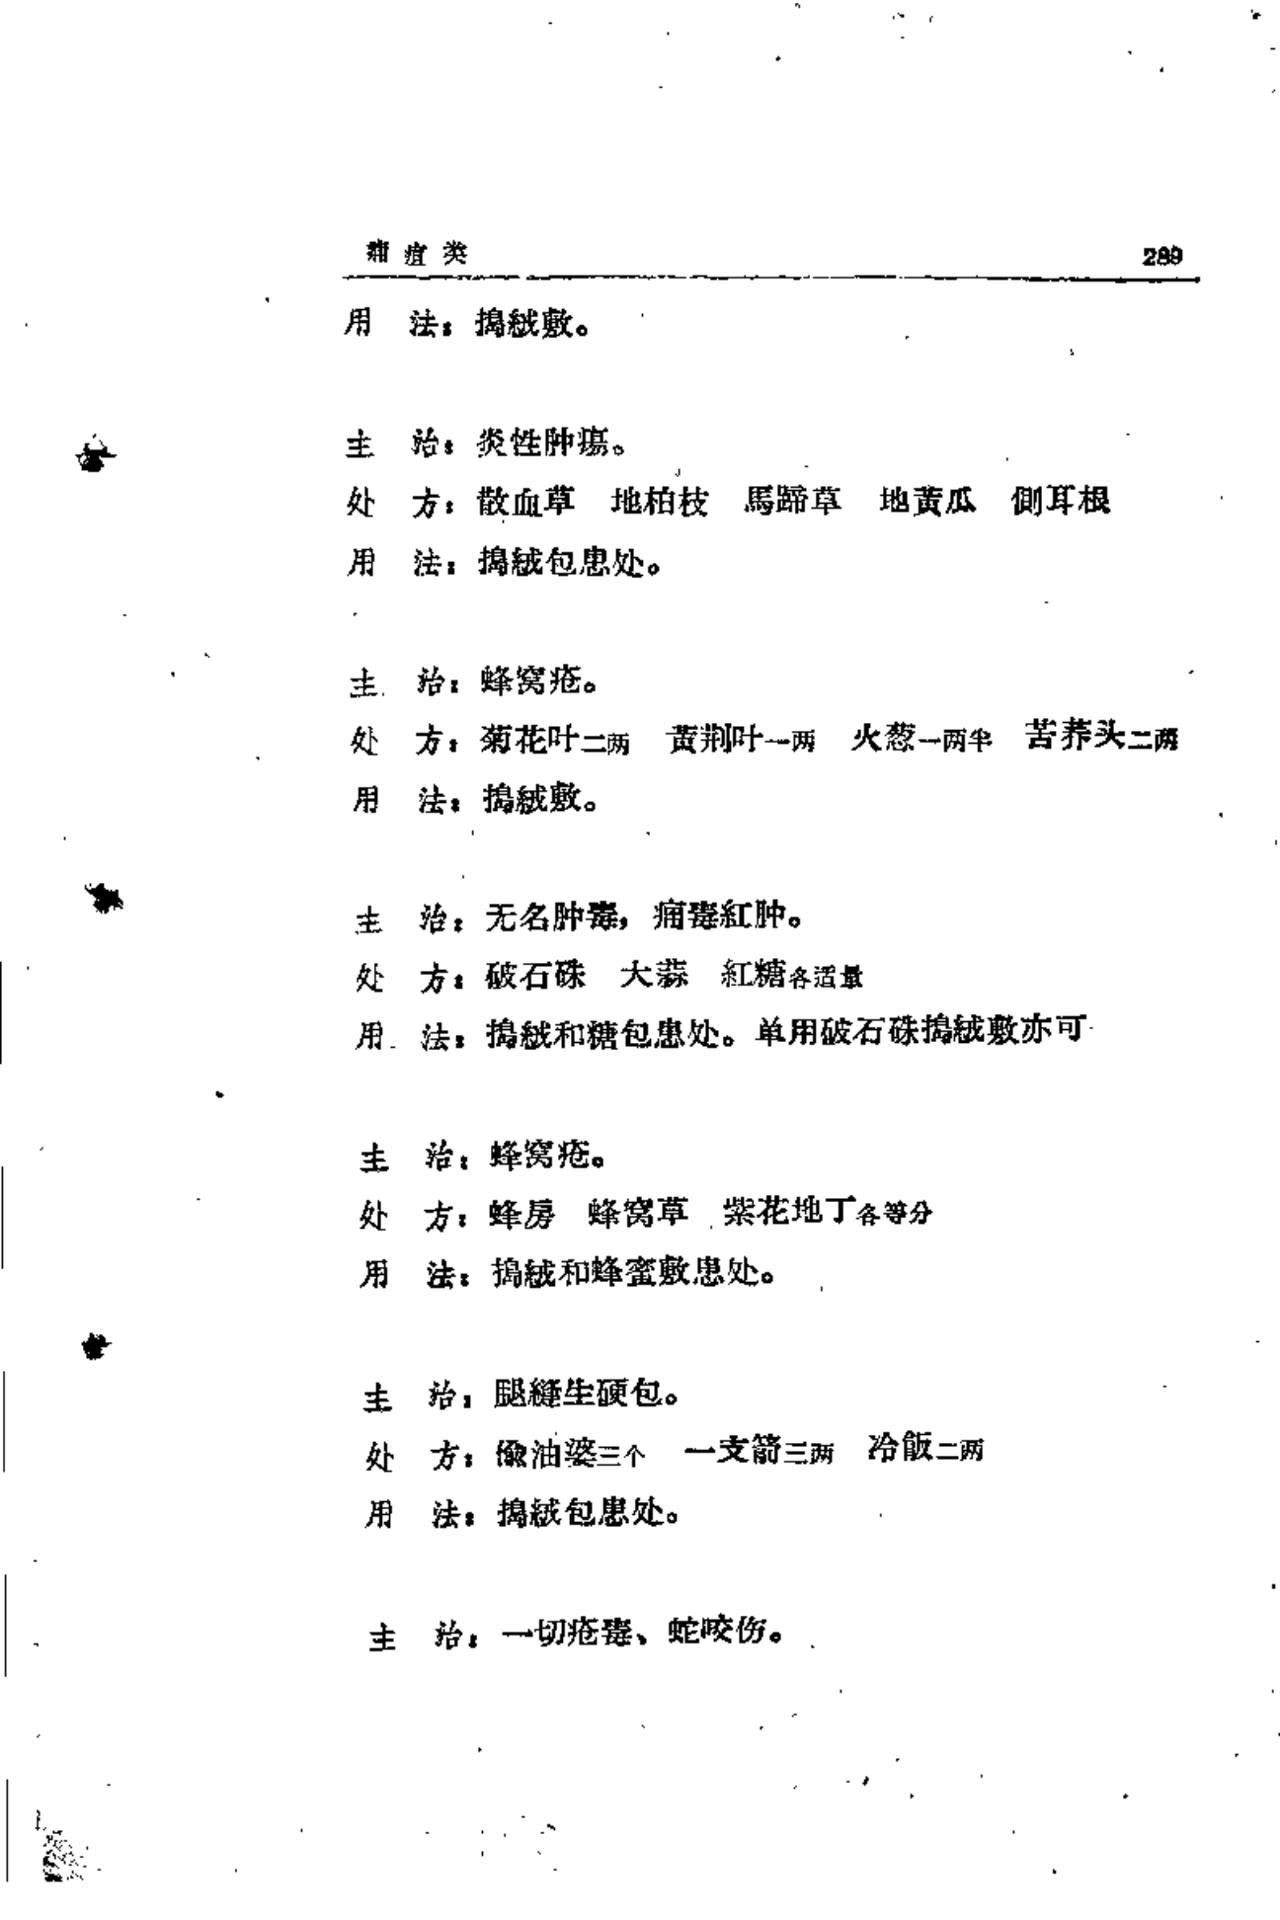 痈疽类 289
用 法：搗絨敷。
主 治：炎性肿瘍。
处 方：散血草 地柏枝 馬蹄草 地黃瓜 側耳根
用 法：搗絨包患处。
主 治：蜂窝疮。
处 方：菊花叶二两 黃荆叶一两 火葱一两半 苦荞头二两
用 法：搗絨敷。
主 治：无名肿毒，痈毒紅肿。
处 方：破石硃 大蒜 紅糖各适量
用 法：搗絨和糖包患处。单用破石硃搗絨敷亦可
主 治：蜂窝疮。
处 方：蜂房 蜂窝草 紫花地丁各等分
用 法：搗絨和蜂蜜敷患处。
主 治：腿縫生硬包。
处 方：偸油婆三个 一支箭三两 冷飯二两
用 法：搗絨包患处。
主 治：一切疮毒、蛇咬伤。